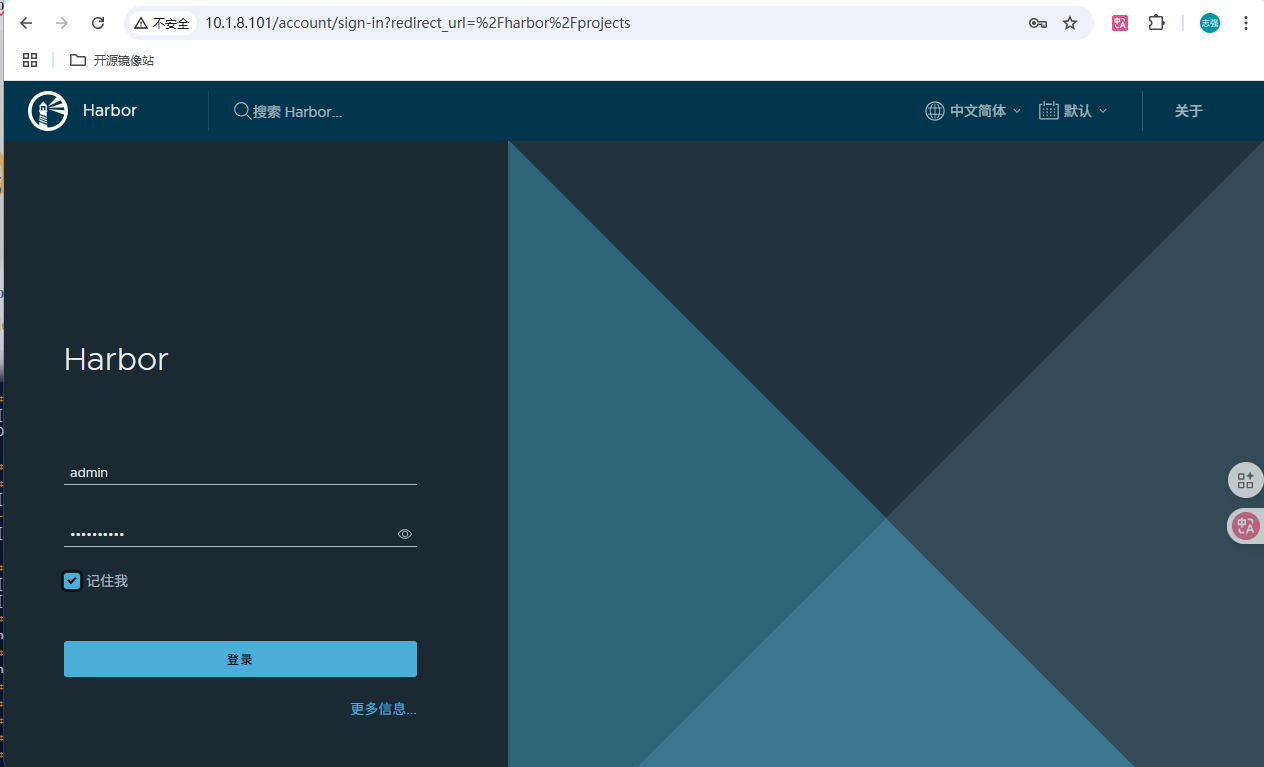 不安全 10.1.8.101/account/sign-in?redirect_url=%2Fharbor%2Fprojects 志强
开源镜像站
Harbor 搜索 Harbor... 中文简体 默认 关于
Harbor
admin
••••••••••
记住我
登录
更多信息...